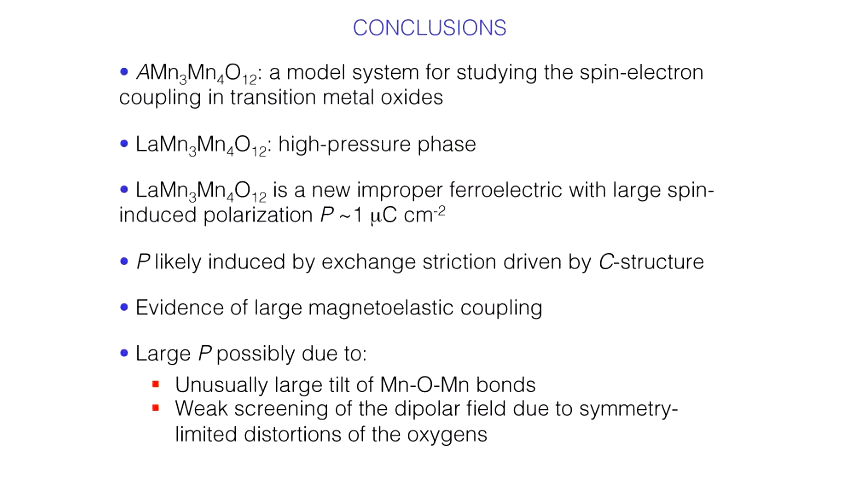 CONCLUSIONS
• AMn₃Mn₄O₁₂: a model system for studying the spin-electron
coupling in transition metal oxides
• LaMn₃Mn₄O₁₂: high-pressure phase
• LaMn₃Mn₄O₁₂ is a new improper ferroelectric with large spin-
induced polarization P ~1 μC cm⁻²
• P likely induced by exchange striction driven by C-structure
• Evidence of large magnetoelastic coupling
• Large P possibly due to:
▪ Unusually large tilt of Mn-O-Mn bonds
▪ Weak screening of the dipolar field due to symmetry-
limited distortions of the oxygens